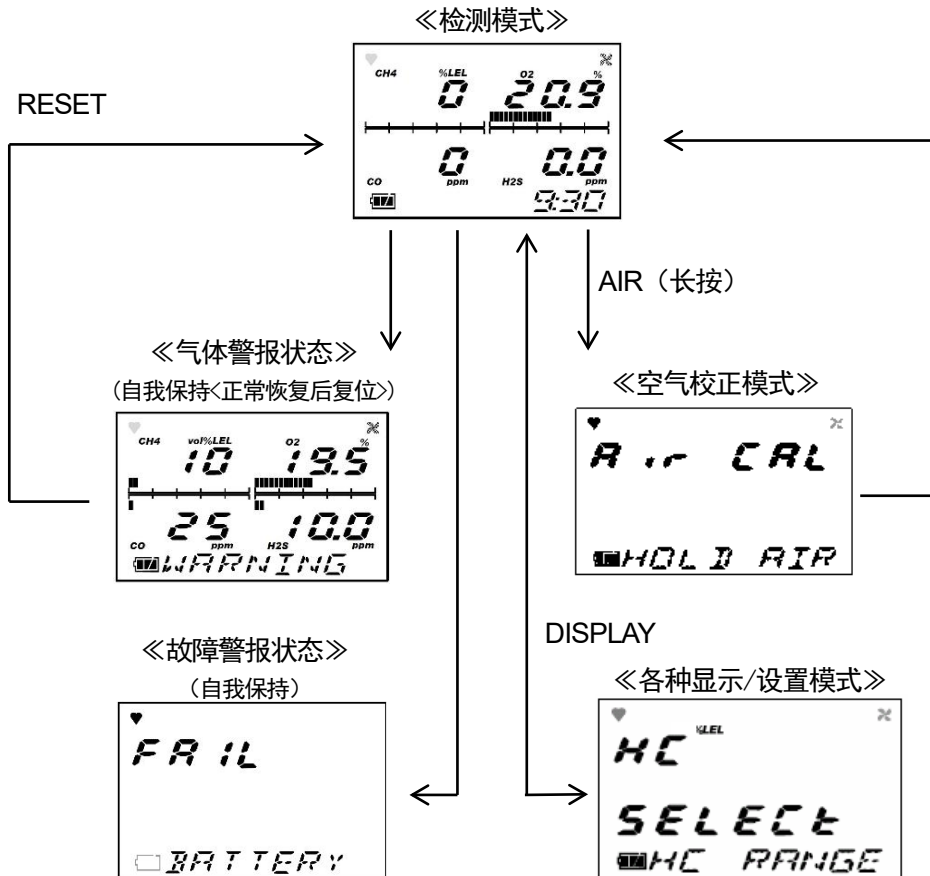 ≪检测模式≫
CH4 %LEL O2 %
0 20.9
0 0.0
CO ppm H2S ppm
9:30
RESET
AIR（长按）
≪气体警报状态≫
(自我保持<正常恢复后复位>)
CH4 vol%LEL O2 %
10 19.5
25 10.0
CO ppm H2S ppm
WARNING
≪空气校正模式≫
Air CAL
HOLD AIR
DISPLAY
≪故障警报状态≫
（自我保持）
FAIL
BATTERY
≪各种显示/设置模式≫
HC %LEL
SELECt
HC RANGE